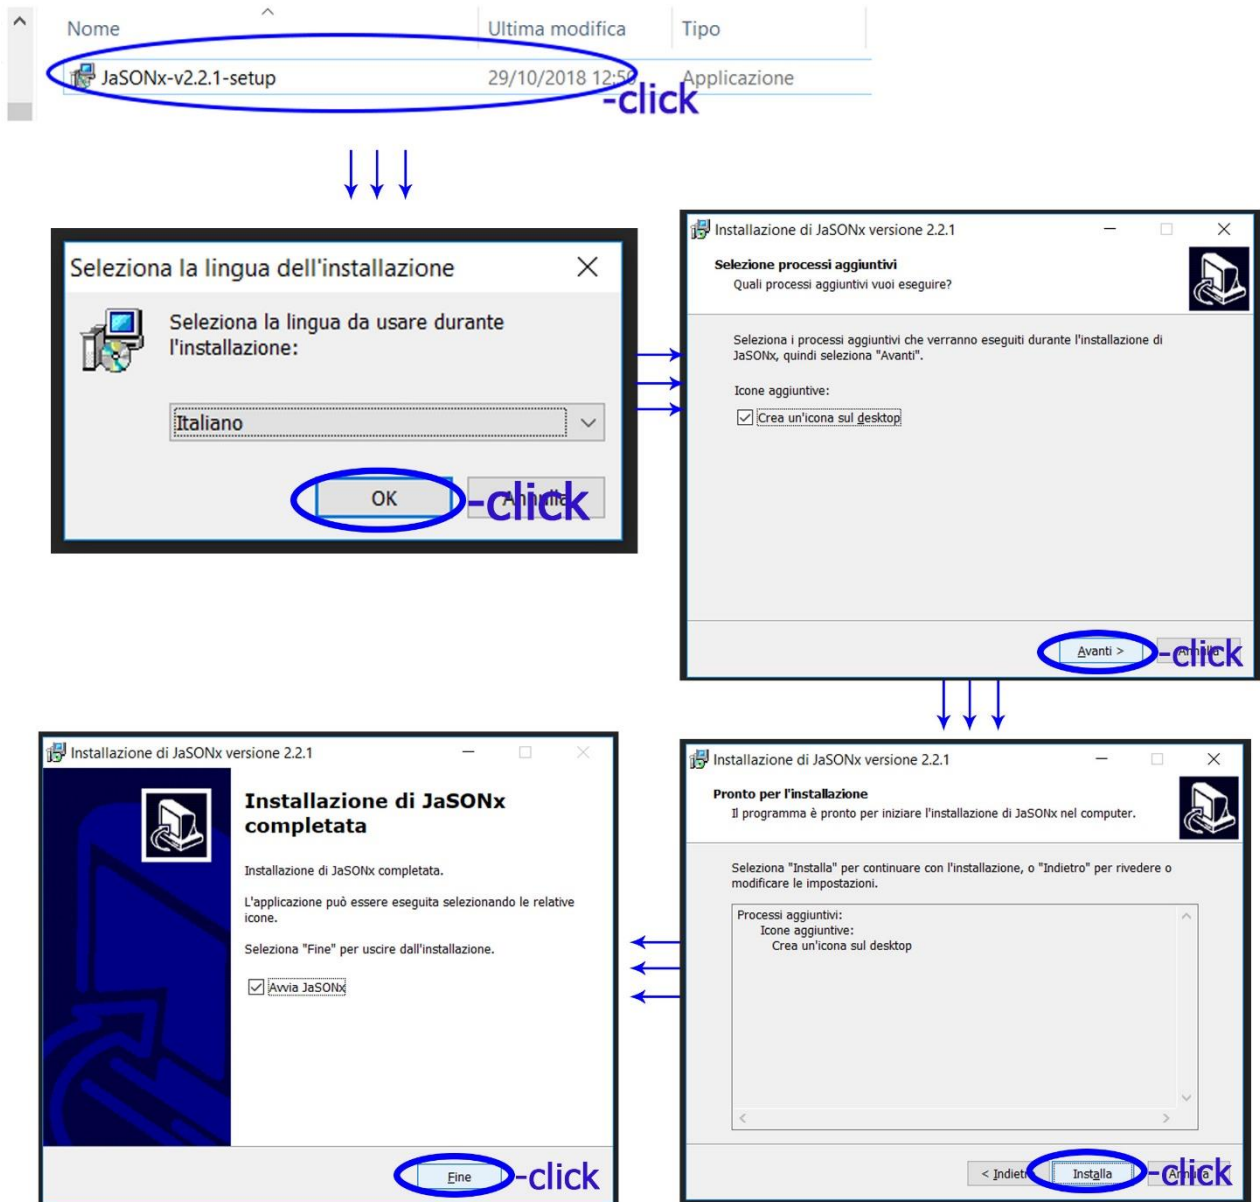 Nome Ultima modifica Tipo
JaSONx-v2.2.1-setup 29/10/2018 12:50 Applicazione
-click
Seleziona la lingua dell'installazione
Seleziona la lingua da usare durante
l'installazione:
Italiano
OK Annulla
-click
Installazione di JaSONx versione 2.2.1
Selezione processi aggiuntivi
Quali processi aggiuntivi vuoi eseguire?
Seleziona i processi aggiuntivi che verranno eseguiti durante l'installazione di
JaSONx, quindi seleziona "Avanti".
Icone aggiuntive:
Crea un'icona sul desktop
Avanti > Annulla
-click
Installazione di JaSONx versione 2.2.1
Pronto per l'installazione
Il programma è pronto per iniziare l'installazione di JaSONx nel computer.
Seleziona "Installa" per continuare con l'installazione, o "Indietro" per rivedere o
modificare le impostazioni.
Processi aggiuntivi:
Icone aggiuntive:
Crea un'icona sul desktop
< Indietro Installa Annulla
-click
Installazione di JaSONx versione 2.2.1
Installazione di JaSONx
completata
Installazione di JaSONx completata.
L'applicazione può essere eseguita selezionando le relative
icone.
Seleziona "Fine" per uscire dall'installazione.
Avvia JaSONx
Fine
-click